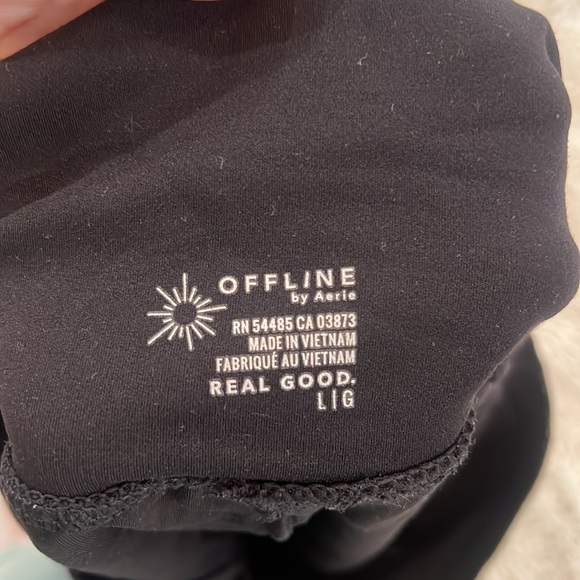 OFFLINE
by Aerie
RN 54485 CA 03873
MADE IN VIETNAM
FABRIQUÉ AU VIETNAM
REAL GOOD.
L|G